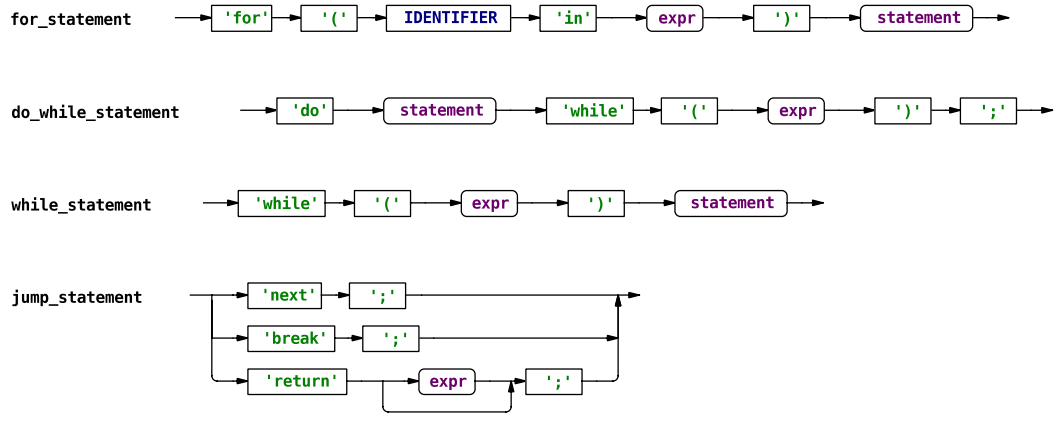 for_statement 'for' '(' IDENTIFIER 'in' expr ')' statement
do_while_statement 'do' statement 'while' '(' expr ')' ';'
while_statement 'while' '(' expr ')' statement
jump_statement 'next' ';'
'break' ';'
'return' expr ';'